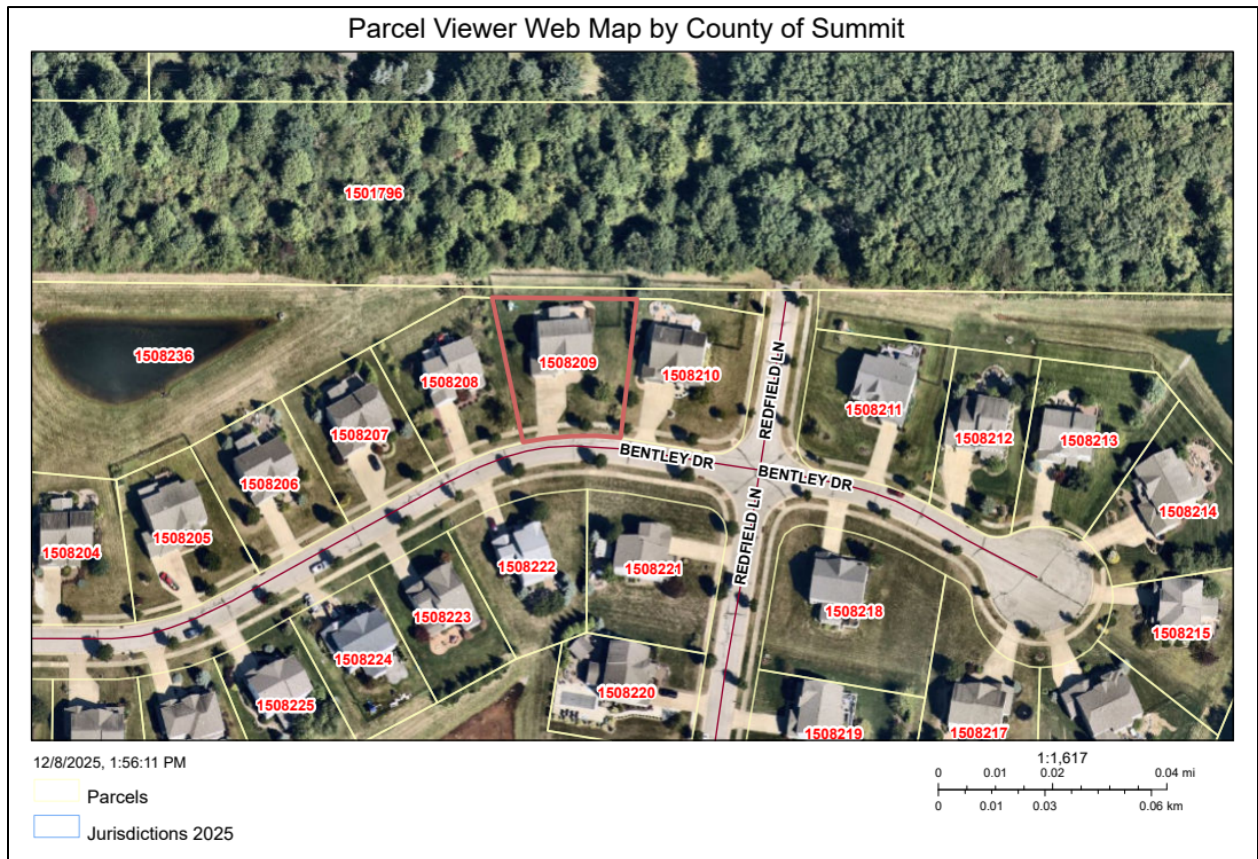 Parcel Viewer Web Map by County of Summit
1501796
1508236
1508209
1508208
1508210
REDFIELD LN
1508211
1508207
1508212
1508213
BENTLEY DR
BENTLEY DR
1508206
1508214
1508205
1508204
1508222
1508221
REDFIELD LN
1508218
1508223
1508215
1508224
1508220
1508225
1508219
1508217
12/8/2025, 1:56:11 PM
Parcels
Jurisdictions 2025
1:1,617
0 0.01 0.02 0.04 mi
0 0.01 0.03 0.06 km